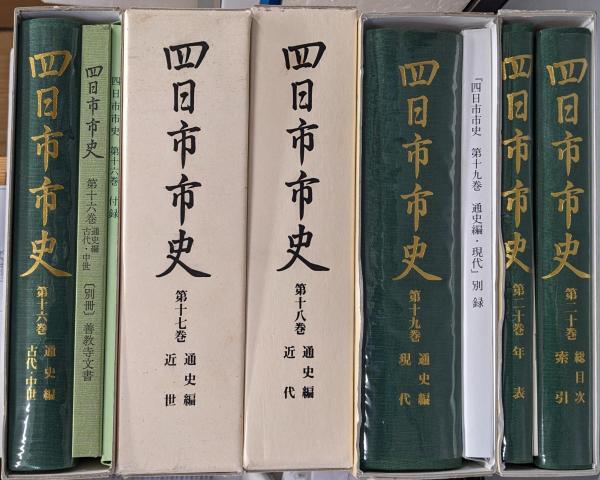 四日市市史
第十六巻
通史編
古代・中世
四日市市史
第十六巻
通史編
古代・中世
〔別冊〕善教寺文書
四日市市史 第十六巻 付録
四日市市史
第十七巻
通史編
近世
四日市市史
第十八巻
通史編
近代
四日市市史
第十九巻
通史編
現代
『四日市市史 第十九巻 通史編・現代』別録
四日市市史
第二十巻
年表
四日市市史
第二十巻
総目次
索引